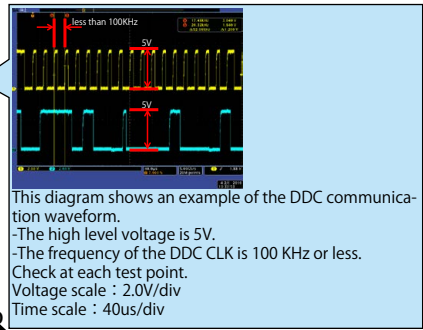 less than 100KHz
5V
5V
This diagram shows an example of the DDC communica-
tion waveform.
-The high level voltage is 5V.
-The frequency of the DDC CLK is 100 KHz or less.
Check at each test point.
Voltage scale：2.0V/div
Time scale：40us/div